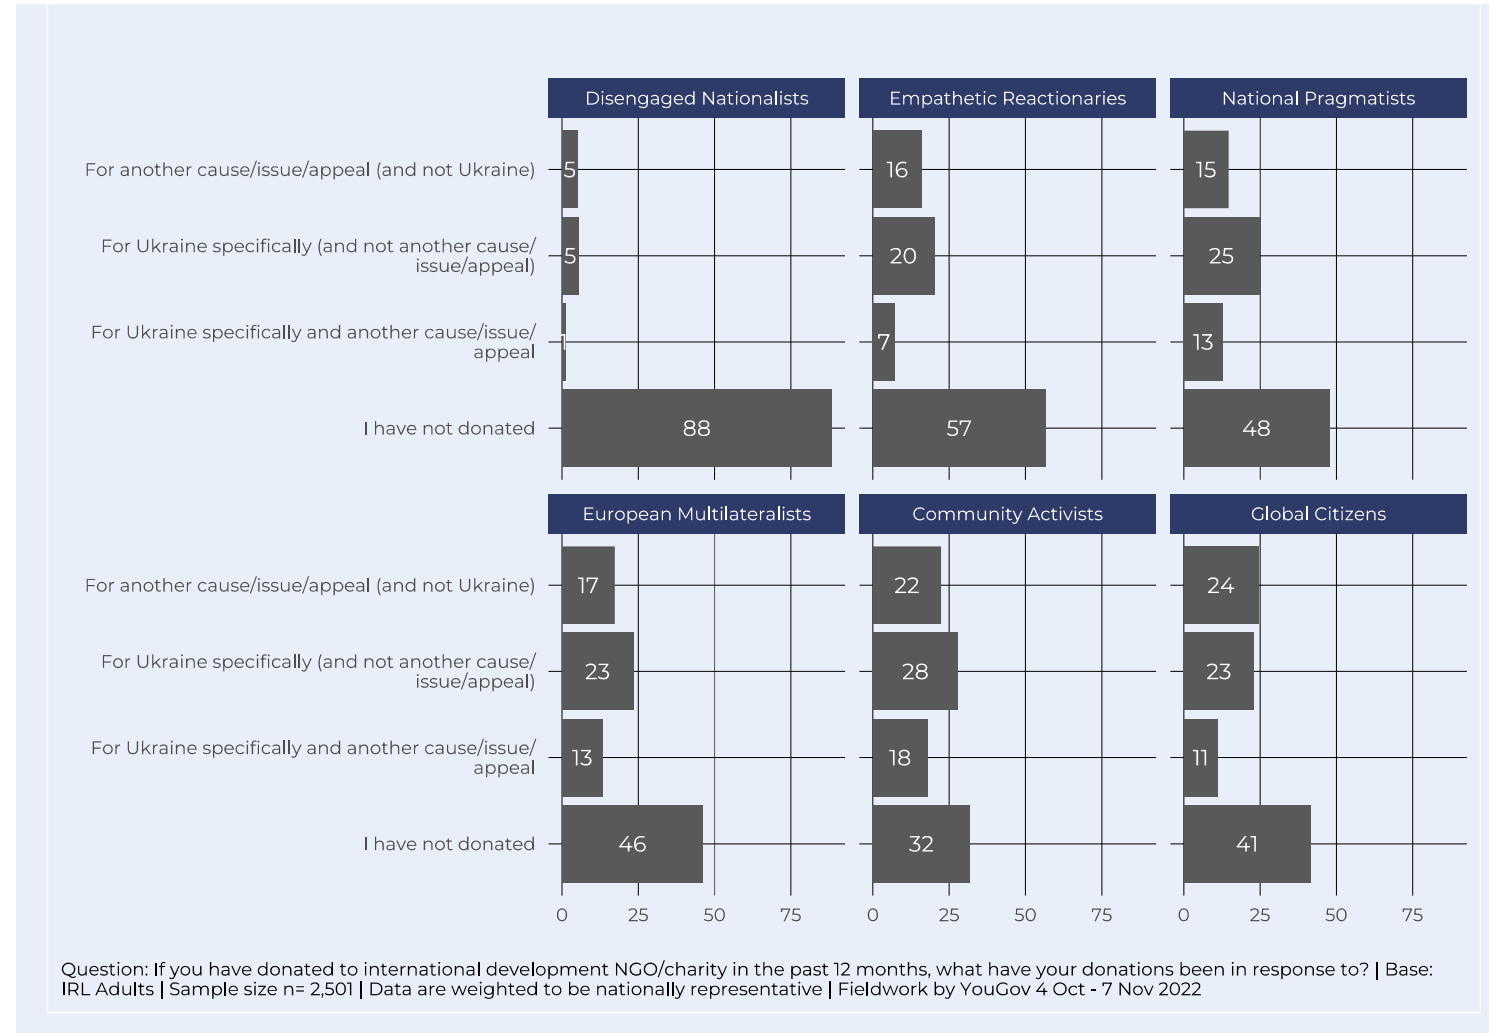 Disengaged Nationalists
Empathetic Reactionaries
National Pragmatists
For another cause/issue/appeal (and not Ukraine)
5
16
15
For Ukraine specifically (and not another cause/
issue/appeal)
5
20
25
For Ukraine specifically and another cause/issue/
appeal
1
7
13
I have not donated
88
57
48
European Multilateralists
Community Activists
Global Citizens
For another cause/issue/appeal (and not Ukraine)
17
22
24
For Ukraine specifically (and not another cause/
issue/appeal)
23
28
23
For Ukraine specifically and another cause/issue/
appeal
13
18
11
I have not donated
46
32
41
0 25 50 75
0 25 50 75
0 25 50 75
Question: If you have donated to international development NGO/charity in the past 12 months, what have your donations been in response to? | Base:
IRL Adults | Sample size n= 2,501 | Data are weighted to be nationally representative | Fieldwork by YouGov 4 Oct - 7 Nov 2022